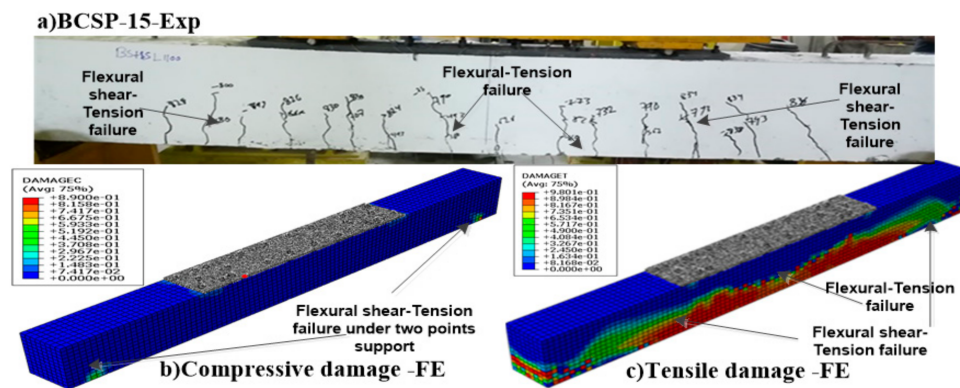 a)BCSP-15-Exp
Flexural
shear-
Tension
failure
Flexural-Tension
failure
Flexural
shear-
Tension
failure
DAMAGEC
(Avg: 75%)
+8.900e-01
+8.158e-01
+7.417e-01
+6.675e-01
+5.933e-01
+5.192e-01
+4.450e-01
+3.708e-01
+2.967e-01
+2.225e-01
+1.483e-01
+7.417e-02
+0.000e+00
Flexural shear-Tension
failure under two points
support
b)Compressive damage -FE
DAMAGET
(Avg: 75%)
+9.801e-01
+8.984e-01
+8.167e-01
+7.351e-01
+6.534e-01
+5.717e-01
+4.900e-01
+4.084e-01
+3.267e-01
+2.450e-01
+1.634e-01
+8.168e-02
+0.000e+00
Flexural-Tension
failure
Flexural shear-
Tension failure
c)Tensile damage -FE